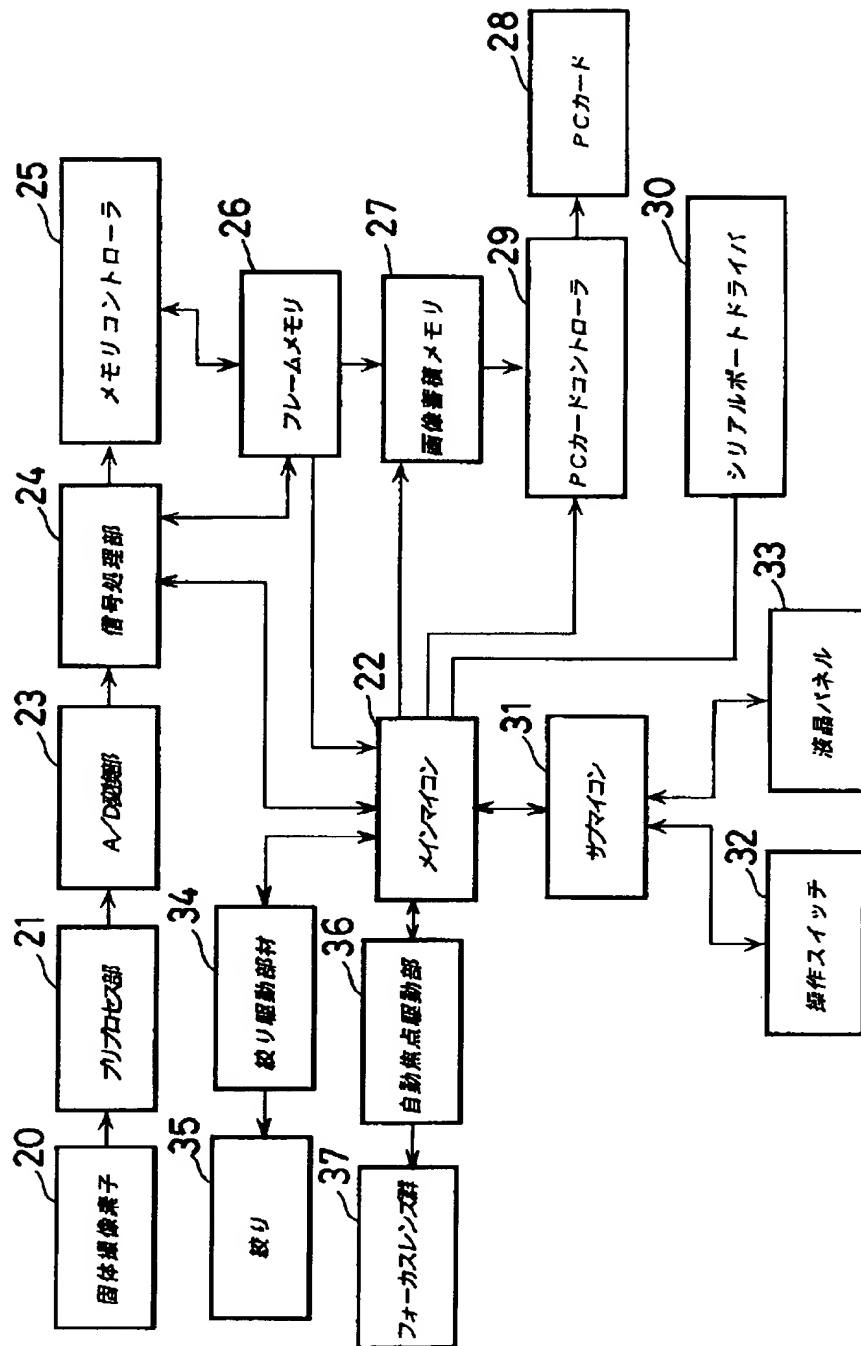 20
固体撮像素子
21
プリプロセス部
23
A/D変換部
24
信号処理部
25
メモリコントローラ
35
絞り
34
絞り駆動部材
26
フレームメモリ
37
フォーカスレンズ群
36
自動焦点駆動部
22
メインマイコン
27
画像蓄積メモリ
31
サブマイコン
29
PCカードコントローラ
28
PCカード
32
操作スイッチ
33
液晶パネル
30
シリアルポートドライバ